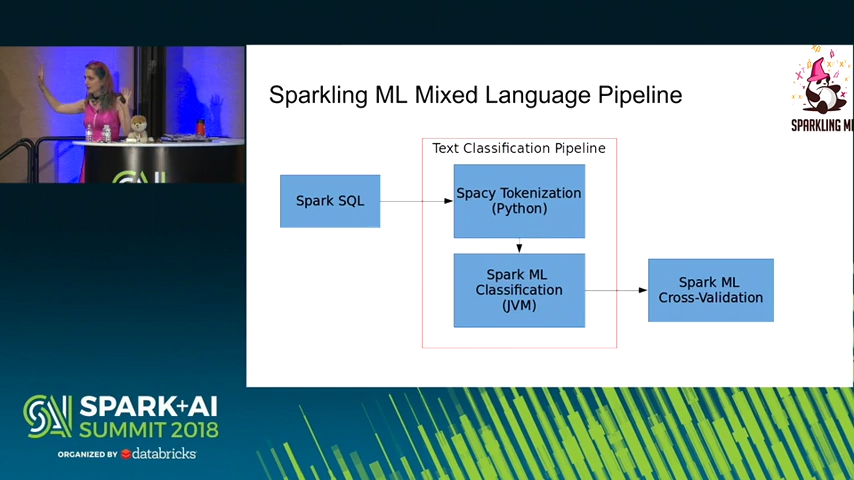 Sparkling ML Mixed Language Pipeline
SPARKLING ML
Text Classification Pipeline
Spark SQL
Spacy Tokenization
(Python)
Spark ML
Classification
(JVM)
Spark ML
Cross-Validation
SAI
SPARK+AI
SUMMIT 2018
ORGANIZED BY databricks